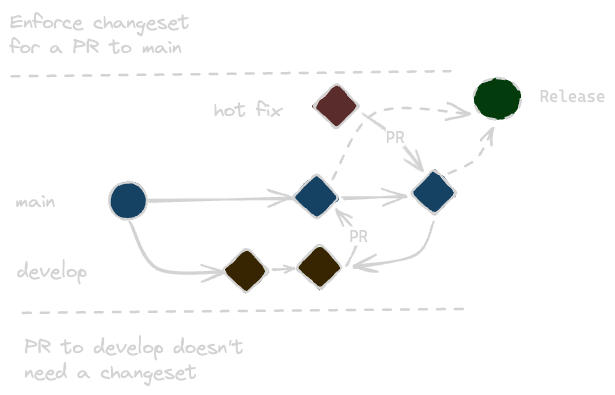 Enforce changeset
for a PR to main
hot fix
Release
PR
main
PR
develop
PR to develop doesn't
need a changeset